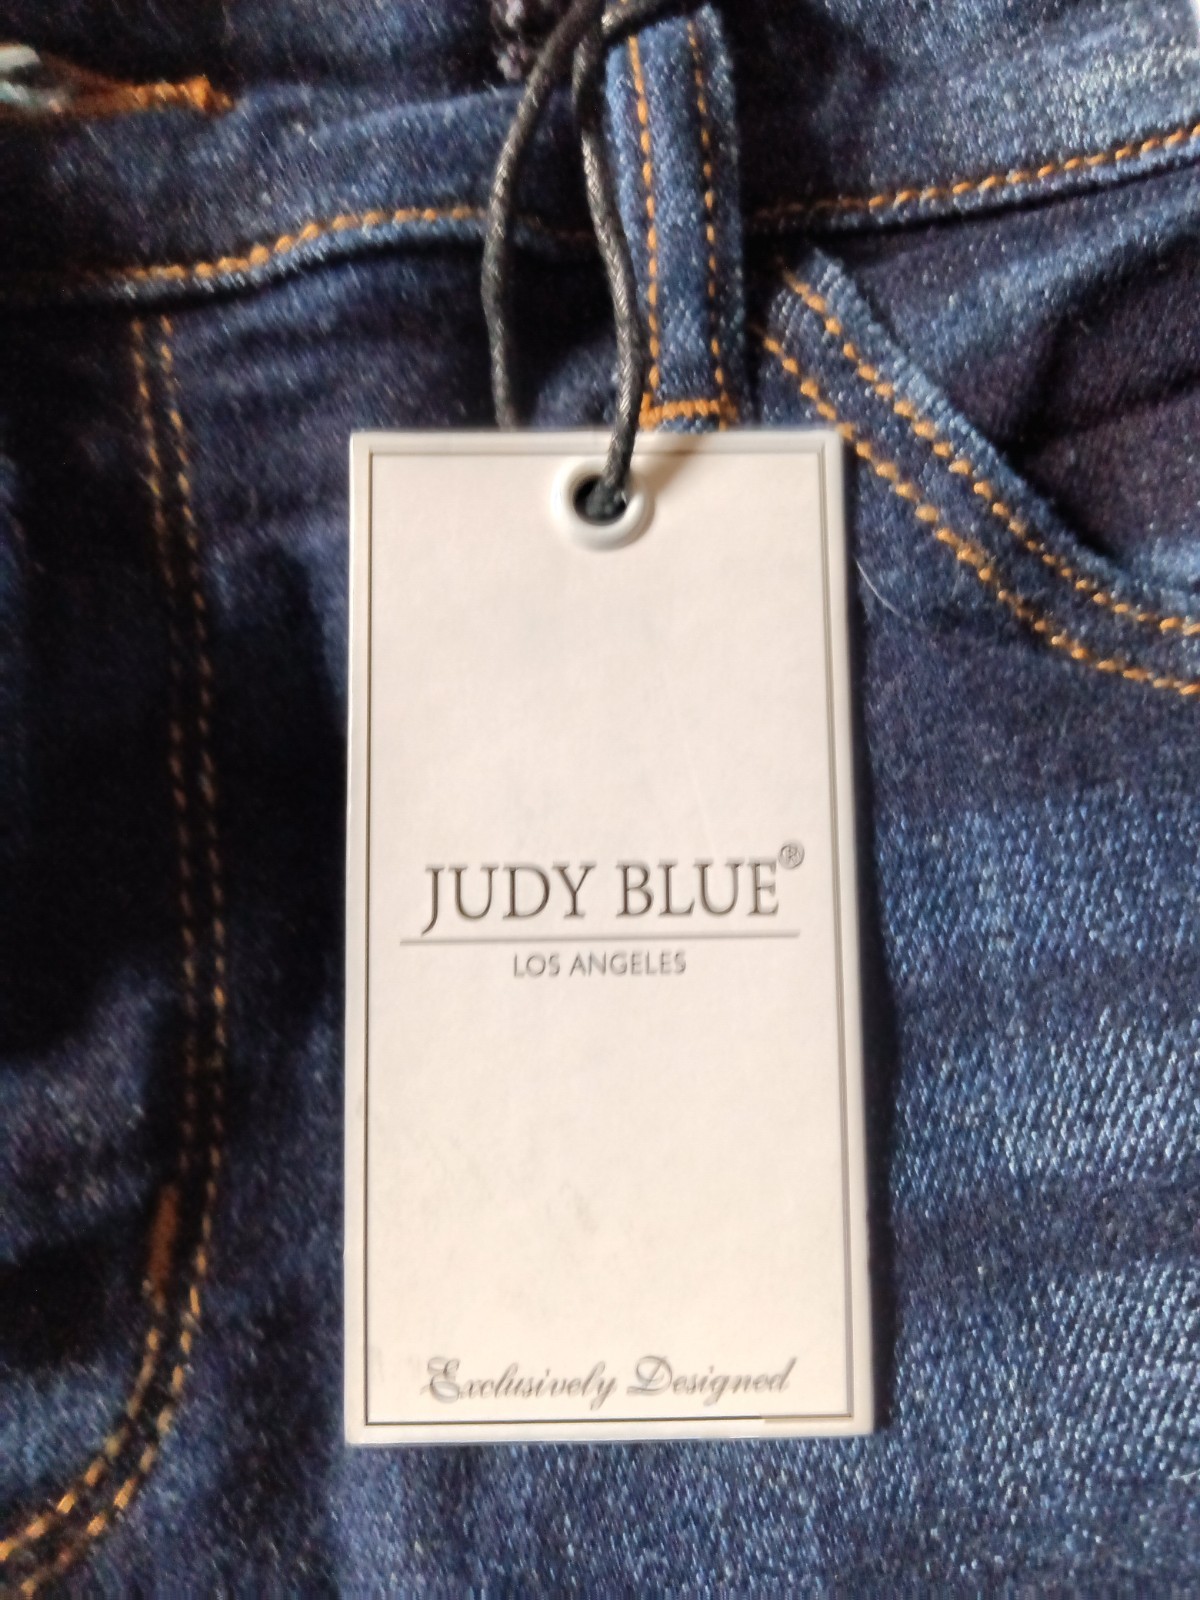 JUDY BLUE®
LOS ANGELES
Exclusively Designed